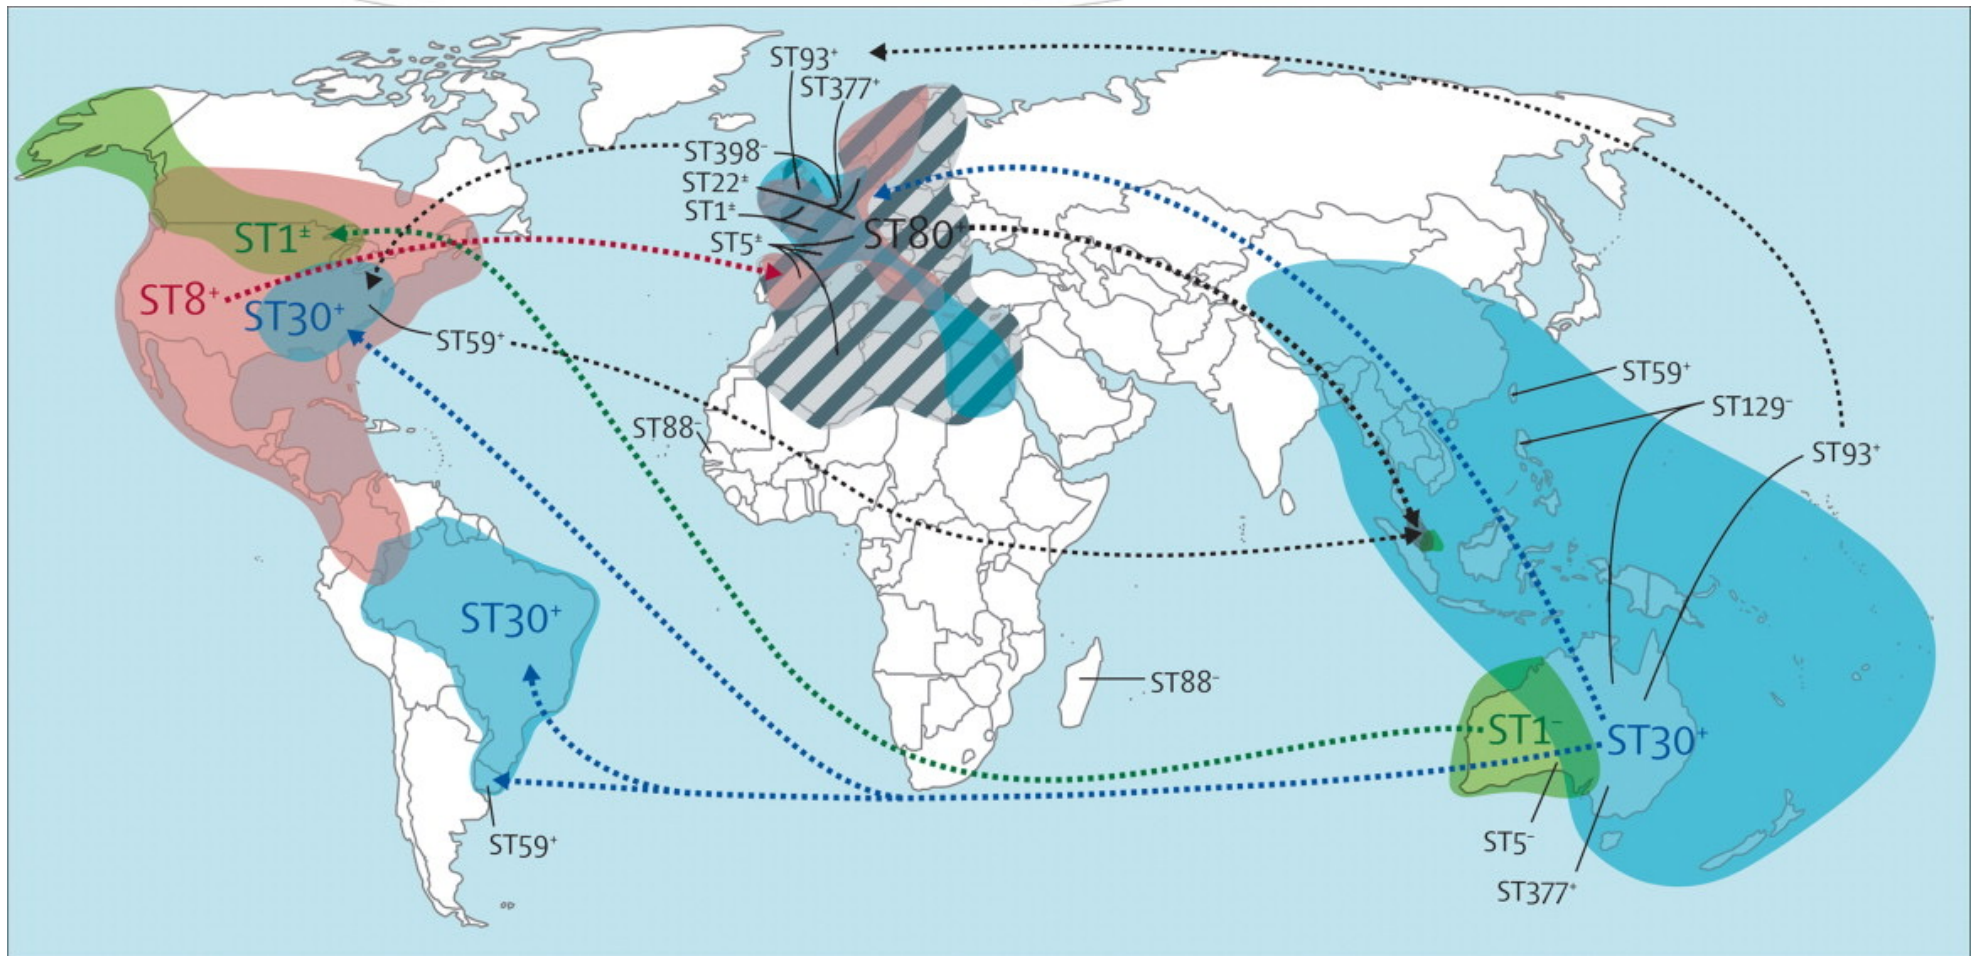 ST93⁺
ST377⁺
ST398⁻
ST22±
ST1±
ST5±
ST80⁺
ST1±
ST8⁺
ST30⁺
ST59⁺
ST88⁻
ST59⁺
ST129⁻
ST93⁺
ST30⁺
ST88⁻
ST1⁻
ST30⁺
ST59⁺
ST5⁻
ST377⁺